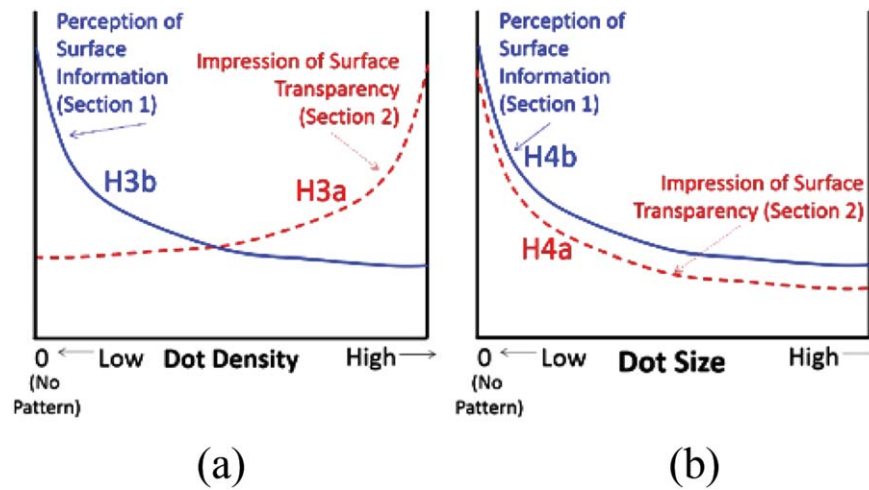 Perception of
Surface
Information
(Section 1)
Impression of Surface
Transparency
(Section 2)
H3b
H3a
0
(No
Pattern)
Low
Dot Density
High
(a)
Perception of
Surface
Information
(Section 1)
H4b
Impression of Surface
Transparency (Section 2)
H4a
0
(No
Pattern)
Low
Dot Size
High
(b)